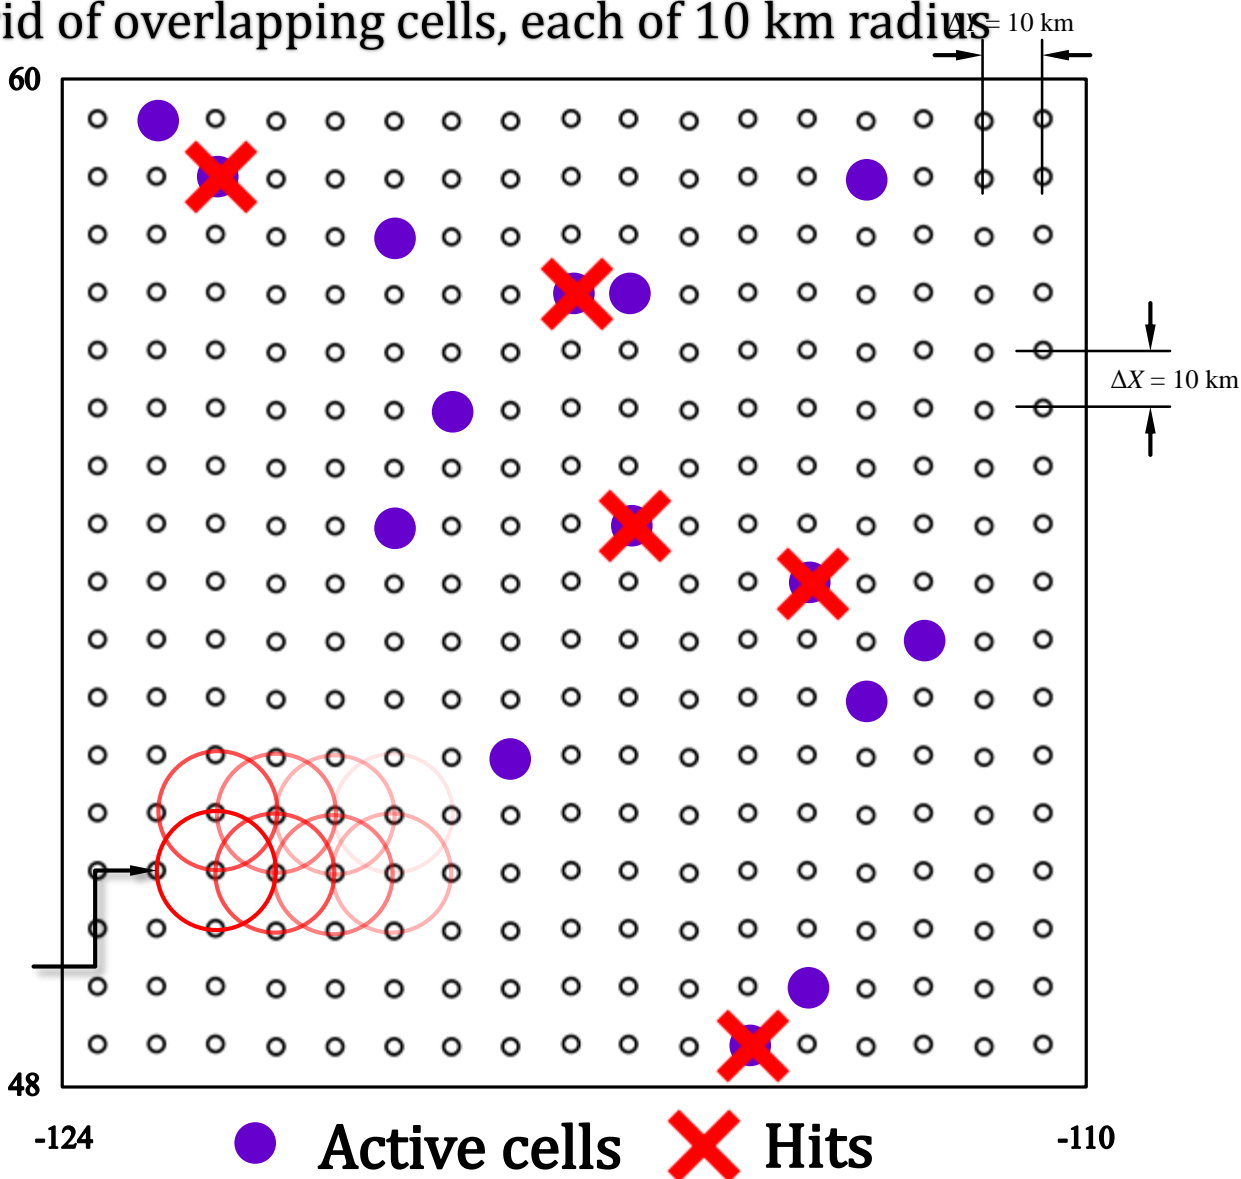 id of overlapping cells, each of 10 km radius
= 10 km
60
ΔX = 10 km
48
-124
-110
Active cells
Hits